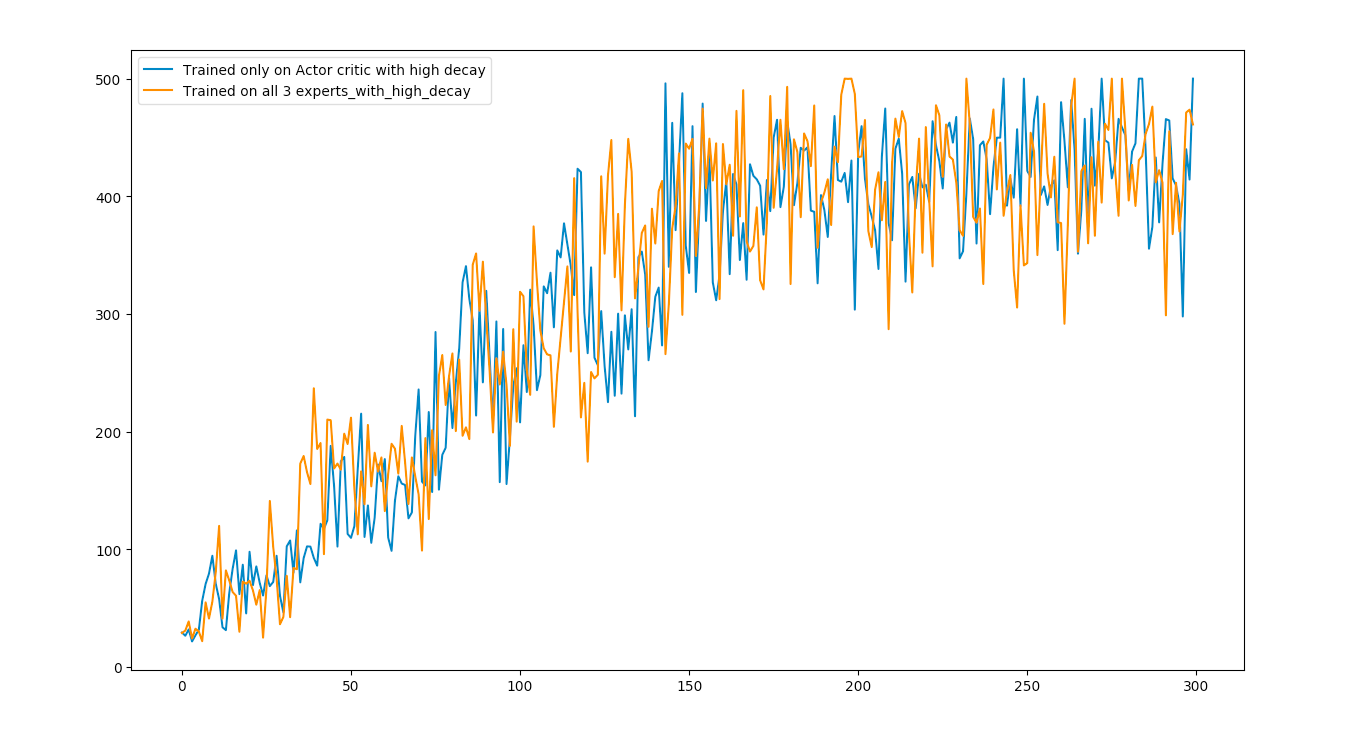 Trained only on Actor critic with high decay
Trained on all 3 experts_with_high_decay
500
400
300
200
100
0
0 50 100 150 200 250 300